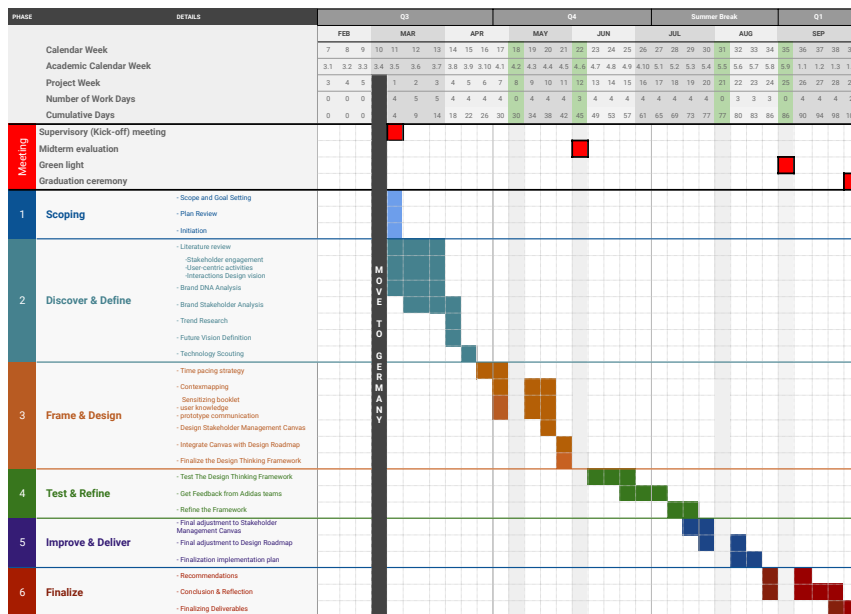 PHASE DETAILS Q3 Q4 Summer Break Q1
FEB MAR APR MAY JUN JUL AUG SEP
Calendar Week 7 8 9 10 11 12 13 14 15 16 17 18 19 20 21 22 23 24 25 26 27 28 29 30 31 32 33 34 35 36 37 38
Academic Calendar Week 3.1 3.2 3.3 3.4 3.5 3.6 3.7 3.8 3.9 3.10 4.1 4.2 4.3 4.4 4.5 4.6 4.7 4.8 4.9 4.10 5.1 5.2 5.3 5.4 5.5 5.6 5.7 5.8 5.9 1.1 1.2 1.3
Project Week 3 4 5 1 2 3 4 5 6 7 8 9 10 11 12 13 14 15 16 17 18 19 20 21 22 23 24 25 26 27 28
Number of Work Days 0 0 0 4 5 5 4 4 4 4 0 4 4 4 3 4 4 4 4 4 4 4 4 0 3 3 3 0 4 4 4
Cumulative Days 0 0 0 4 9 14 18 22 26 30 30 34 38 42 45 49 53 57 61 65 69 73 77 77 80 83 86 86 90 94 98
Meeting
Supervisory (Kick-off) meeting
Midterm evaluation
Green light
Graduation ceremony
MOVE TO GERMANY
1 Scoping
- Scope and Goal Setting
- Plan Review
- Initiation
2 Discover & Define
- Literature review
-Stakeholder engagement
-User-centric activities
-Interactions Design vision
- Brand DNA Analysis
- Brand Stakeholder Analysis
- Trend Research
- Future Vision Definition
- Technology Scouting
3 Frame & Design
- Time pacing strategy
- Contexmapping
Sensitizing booklet
- user knowledge
- prototype communication
- Design Stakeholder Management Canvas
- Integrate Canvas with Design Roadmap
- Finalize the Design Thinking Framework
4 Test & Refine
- Test The Design Thinking Framework
- Get Feedback from Adidas teams
- Refine the Framework
5 Improve & Deliver
- Final adjustment to Stakeholder
Management Canvas
- Final adjustment to Design Roadmap
- Finalization implementation plan
6 Finalize
- Recommendations
- Conclusion & Reflection
- Finalizing Deliverables